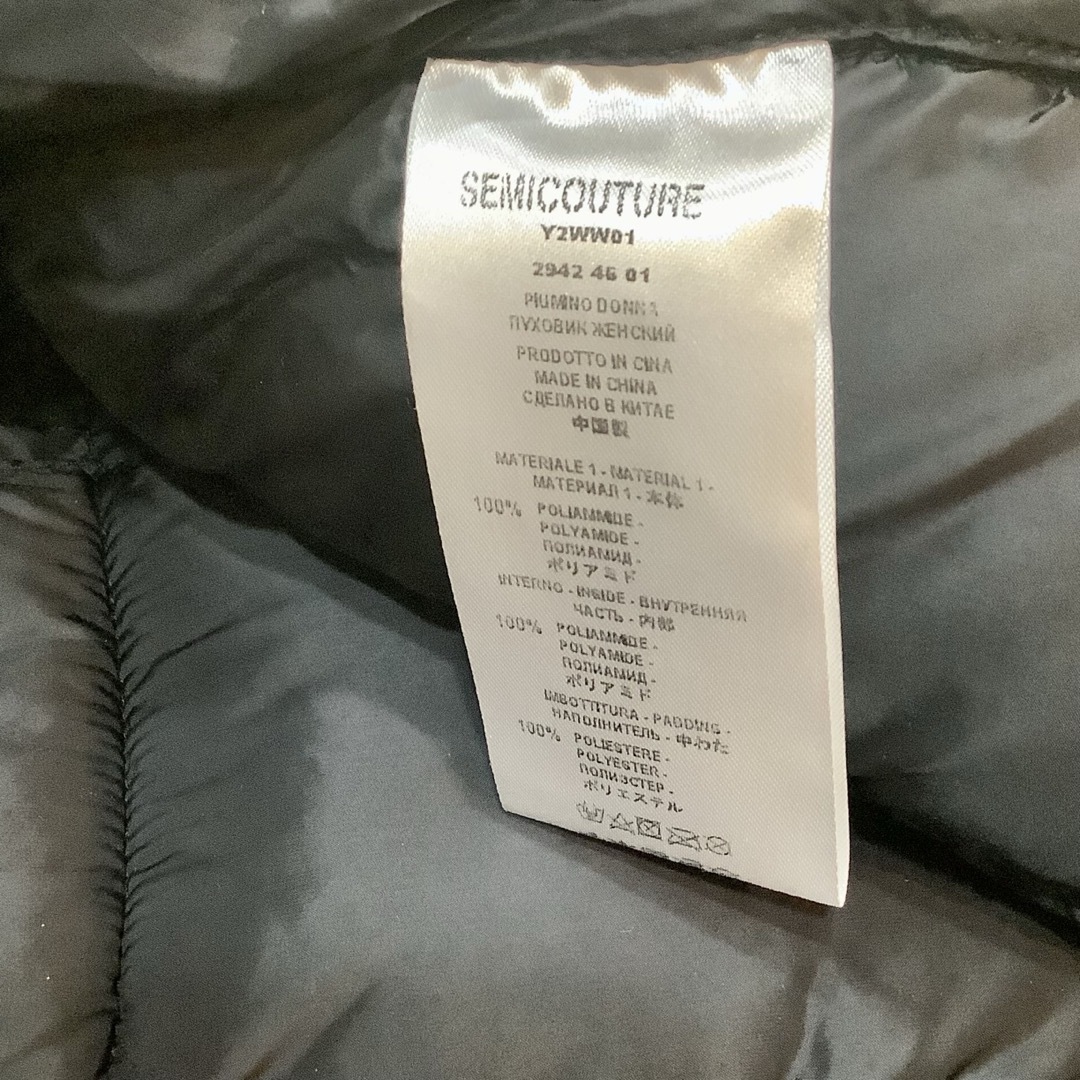 SEMICOUTURE
Y2WW01
2942 46 01
PIUMINO DONNA
ПУХОВИК ЖЕНСКИЙ
PRODOTTO IN CINA
MADE IN CHINA
СДЕЛАНО В КИТАЕ
中国製
MATERIALE 1 - MATERIAL 1 -
МАТЕРИАЛ 1 - 本体
100% POLIAMMIDE -
POLYAMIDE -
ПОЛИАМИД -
ポリアミド
INTERNO - INSIDE - ВНУТРЕННЯЯ
ЧАСТЬ - 内部
100% POLIAMMIDE -
POLYAMIDE -
ПОЛИАМИД -
ポリアミド
IMBOTTITURA - PADDING -
НАПОЛНИТЕЛЬ - 中わた
100% POLIESTERE -
POLYESTER -
ПОЛИЭСТЕР -
ポリエステル